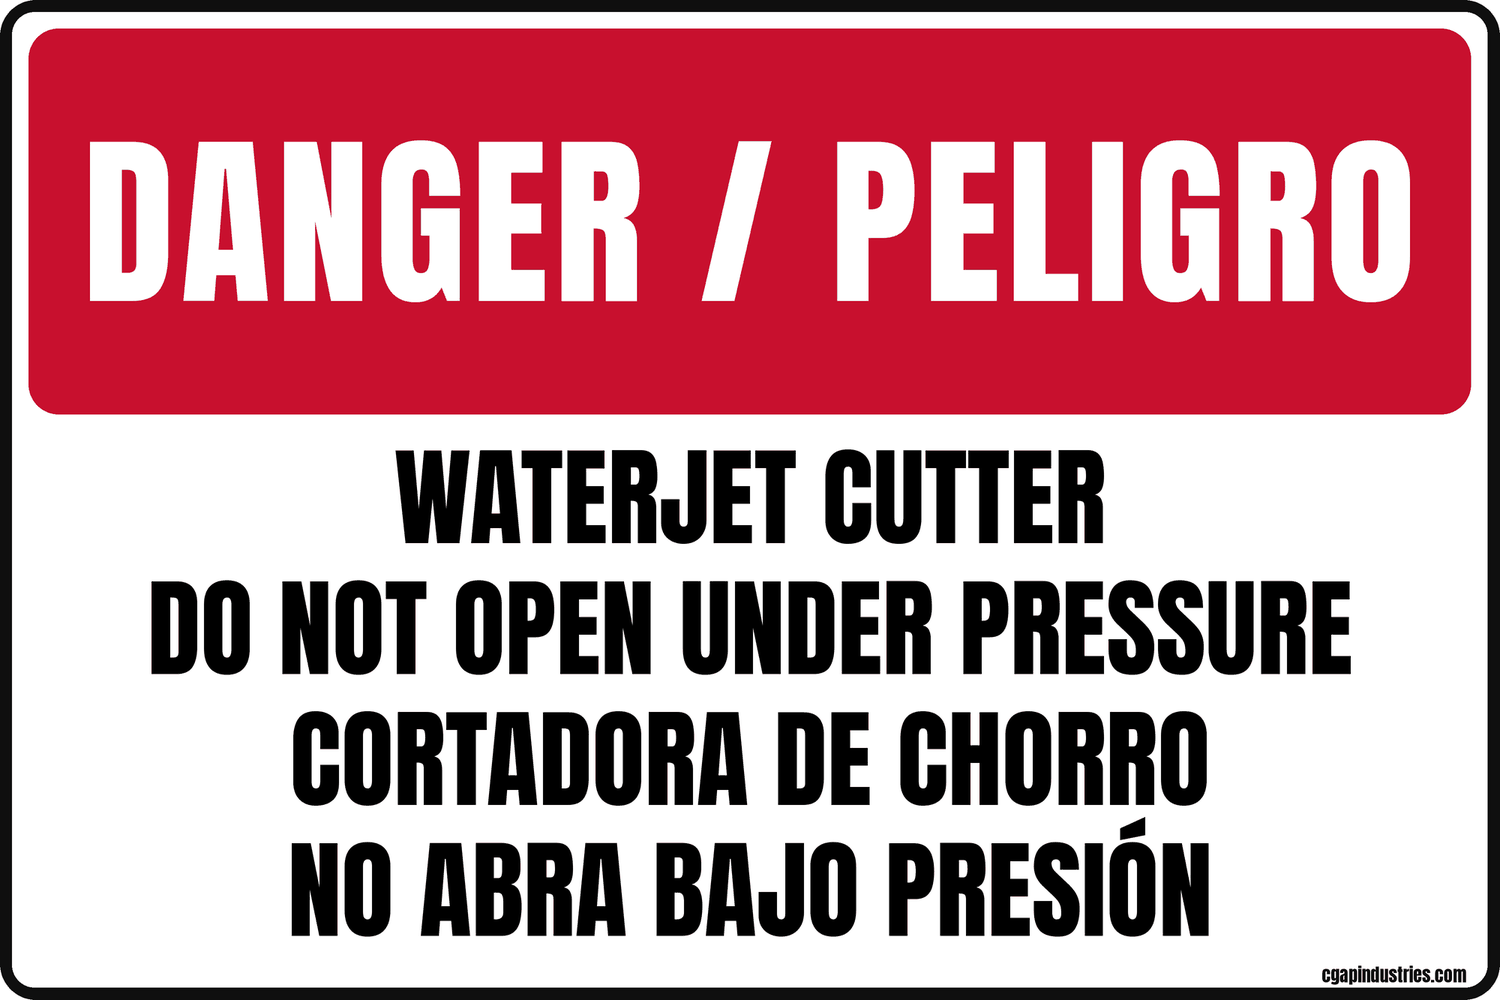 DANGER / PELIGRO
WATERJET CUTTER
DO NOT OPEN UNDER PRESSURE
CORTADORA DE CHORRO
NO ABRA BAJO PRESIÓN
cgapindustries.com